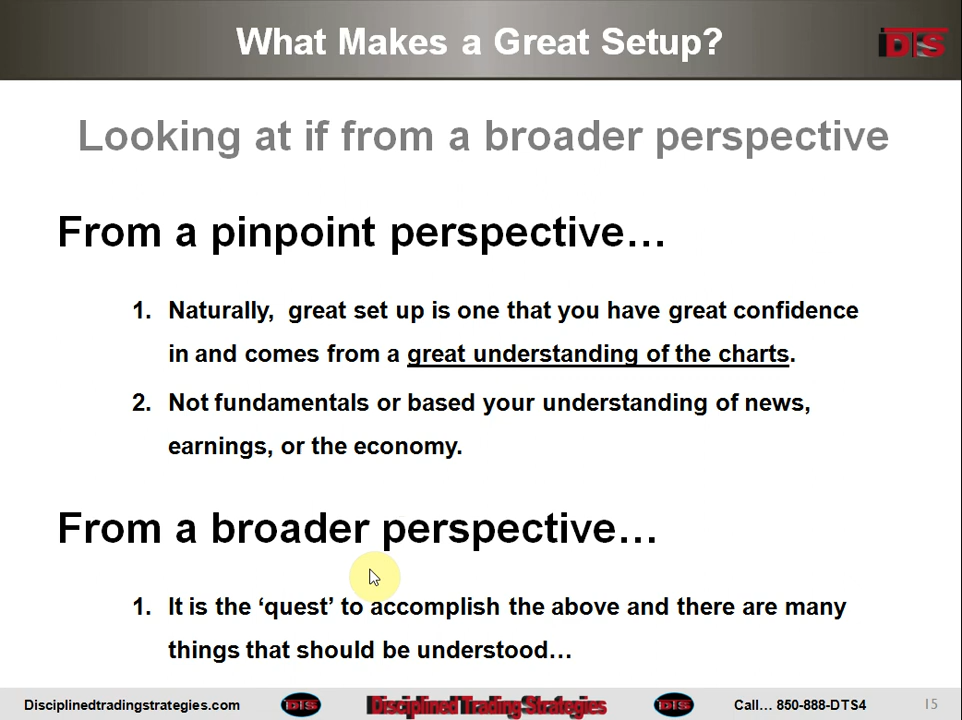 What Makes a Great Setup?
DTS
Looking at if from a broader perspective
From a pinpoint perspective…
1. Naturally,  great set up is one that you have great confidence
in and comes from a great understanding of the charts.
2. Not fundamentals or based your understanding of news,
earnings, or the economy.
From a broader perspective…
1. It is the ‘quest’ to accomplish the above and there are many
things that should be understood…
Disciplinedtradingstrategies.com DTS Disciplined Trading Strategies DTS Call… 850-888-DTS4 15